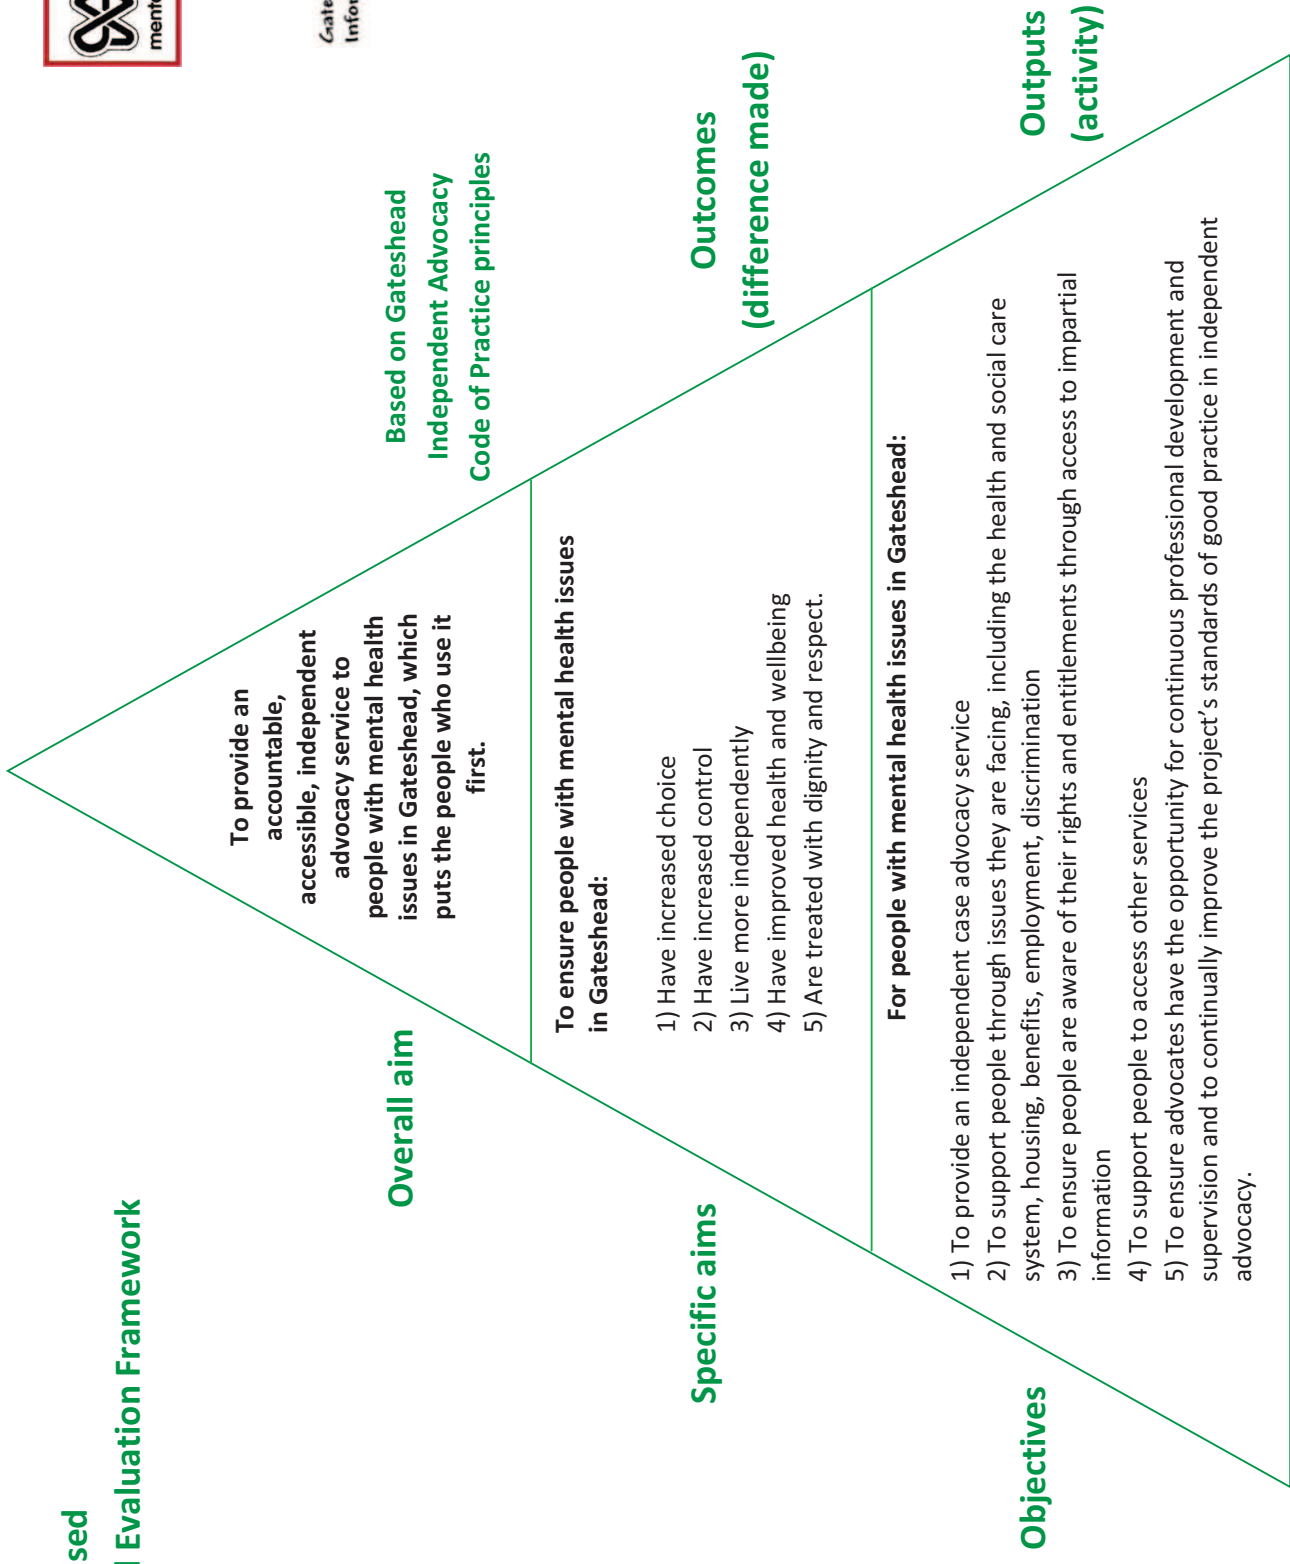 sed
Evaluation Framework
Overall aim
To provide an
accountable,
accessible, independent
advocacy service to
people with mental health
issues in Gateshead, which
puts the people who use it
first.
Based on Gateshead
Independent Advocacy
Code of Practice principles
Specific aims
To ensure people with mental health issues
in Gateshead:
1) Have increased choice
2) Have increased control
3) Live more independently
4) Have improved health and wellbeing
5) Are treated with dignity and respect.
Outcomes
(difference made)
Objectives
For people with mental health issues in Gateshead:
1) To provide an independent case advocacy service
2) To support people through issues they are facing, including the health and social care
system, housing, benefits, employment, discrimination
3) To ensure people are aware of their rights and entitlements through access to impartial
information
4) To support people to access other services
5) To ensure advocates have the opportunity for continuous professional development and
supervision and to continually improve the project’s standards of good practice in independent
advocacy.
Outputs
(activity)